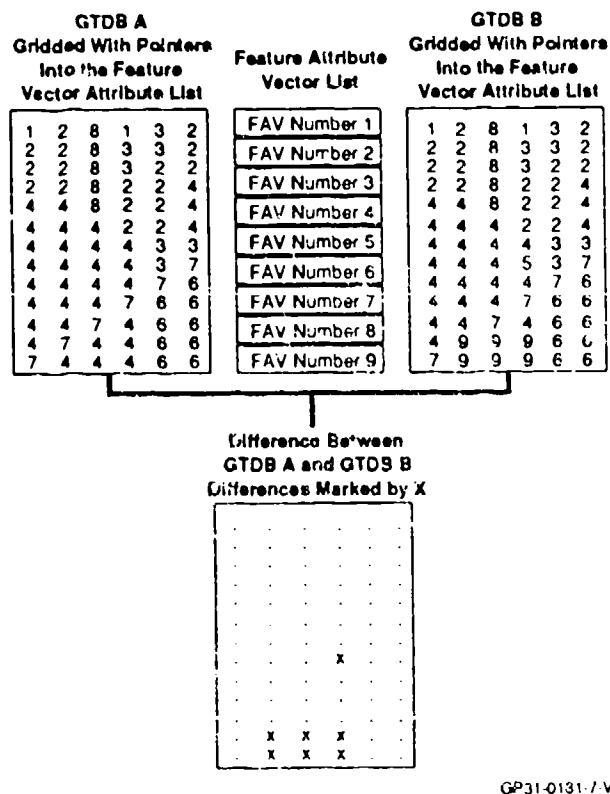 GTDB A
Gridded With Pointers
Into the Feature
Vector Attribute List
1 2 8 1 3 2
2 2 8 3 3 2
2 2 8 3 2 2
2 2 8 2 2 4
4 4 8 2 2 4
4 4 4 2 2 4
4 4 4 4 3 3
4 4 4 4 3 7
4 4 4 4 7 6
4 4 4 7 6 6
4 4 7 4 6 6
4 7 4 4 6 6
7 4 4 4 6 6
Feature Attribute
Vector List
FAV Number 1
FAV Number 2
FAV Number 3
FAV Number 4
FAV Number 5
FAV Number 6
FAV Number 7
FAV Number 8
FAV Number 9
GTDB B
Gridded With Pointers
Into the Feature
Vector Attribute List
1 2 8 1 3 2
2 2 8 3 3 2
2 2 8 3 2 2
2 2 8 2 2 4
4 4 8 2 2 4
4 4 4 2 2 4
4 4 4 4 3 3
4 4 4 5 3 7
4 4 4 4 7 6
4 4 4 7 6 6
4 4 7 4 6 6
4 9 9 9 6 6
7 9 9 9 6 6
Difference Between
GTDB A and GTDB B
Differences Marked by X
X
X X X
X X X
GP31-0131-7-V